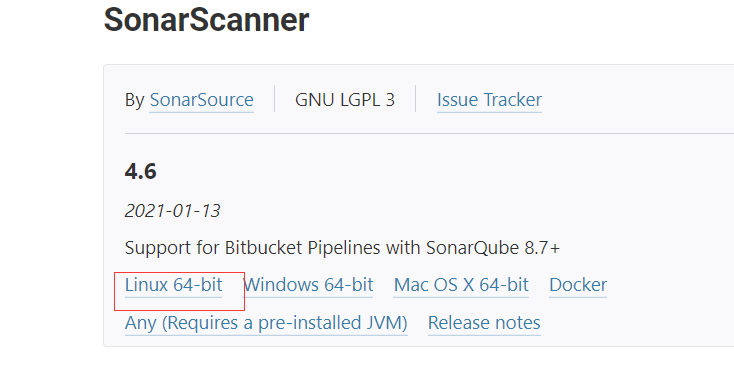 SonarScanner
By SonarSource GNU LGPL 3 Issue Tracker
4.6
2021-01-13
Support for Bitbucket Pipelines with SonarQube 8.7+
Linux 64-bit Windows 64-bit Mac OS X 64-bit Docker
Any (Requires a pre-installed JVM) Release notes